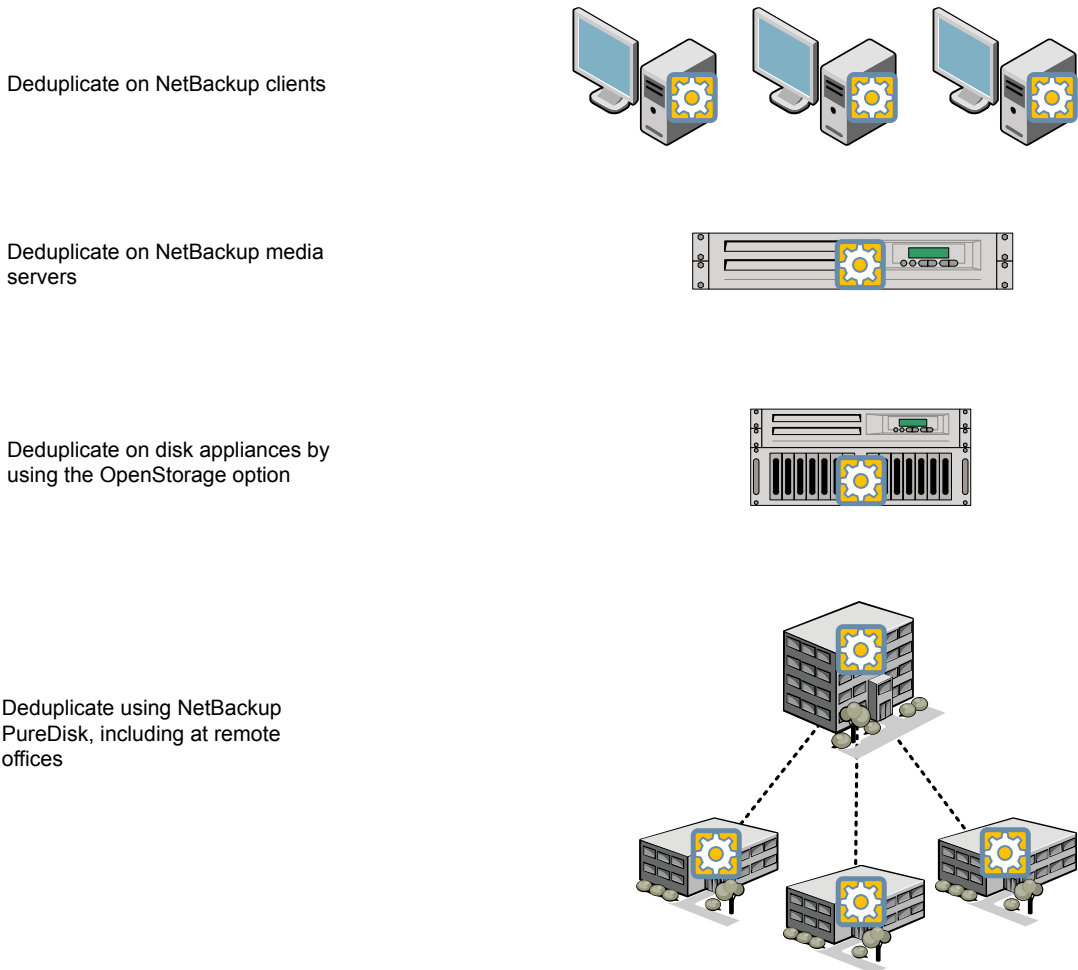 Deduplicate on NetBackup clients
Deduplicate on NetBackup media
servers
Deduplicate on disk appliances by
using the OpenStorage option
Deduplicate using NetBackup
PureDisk, including at remote
offices